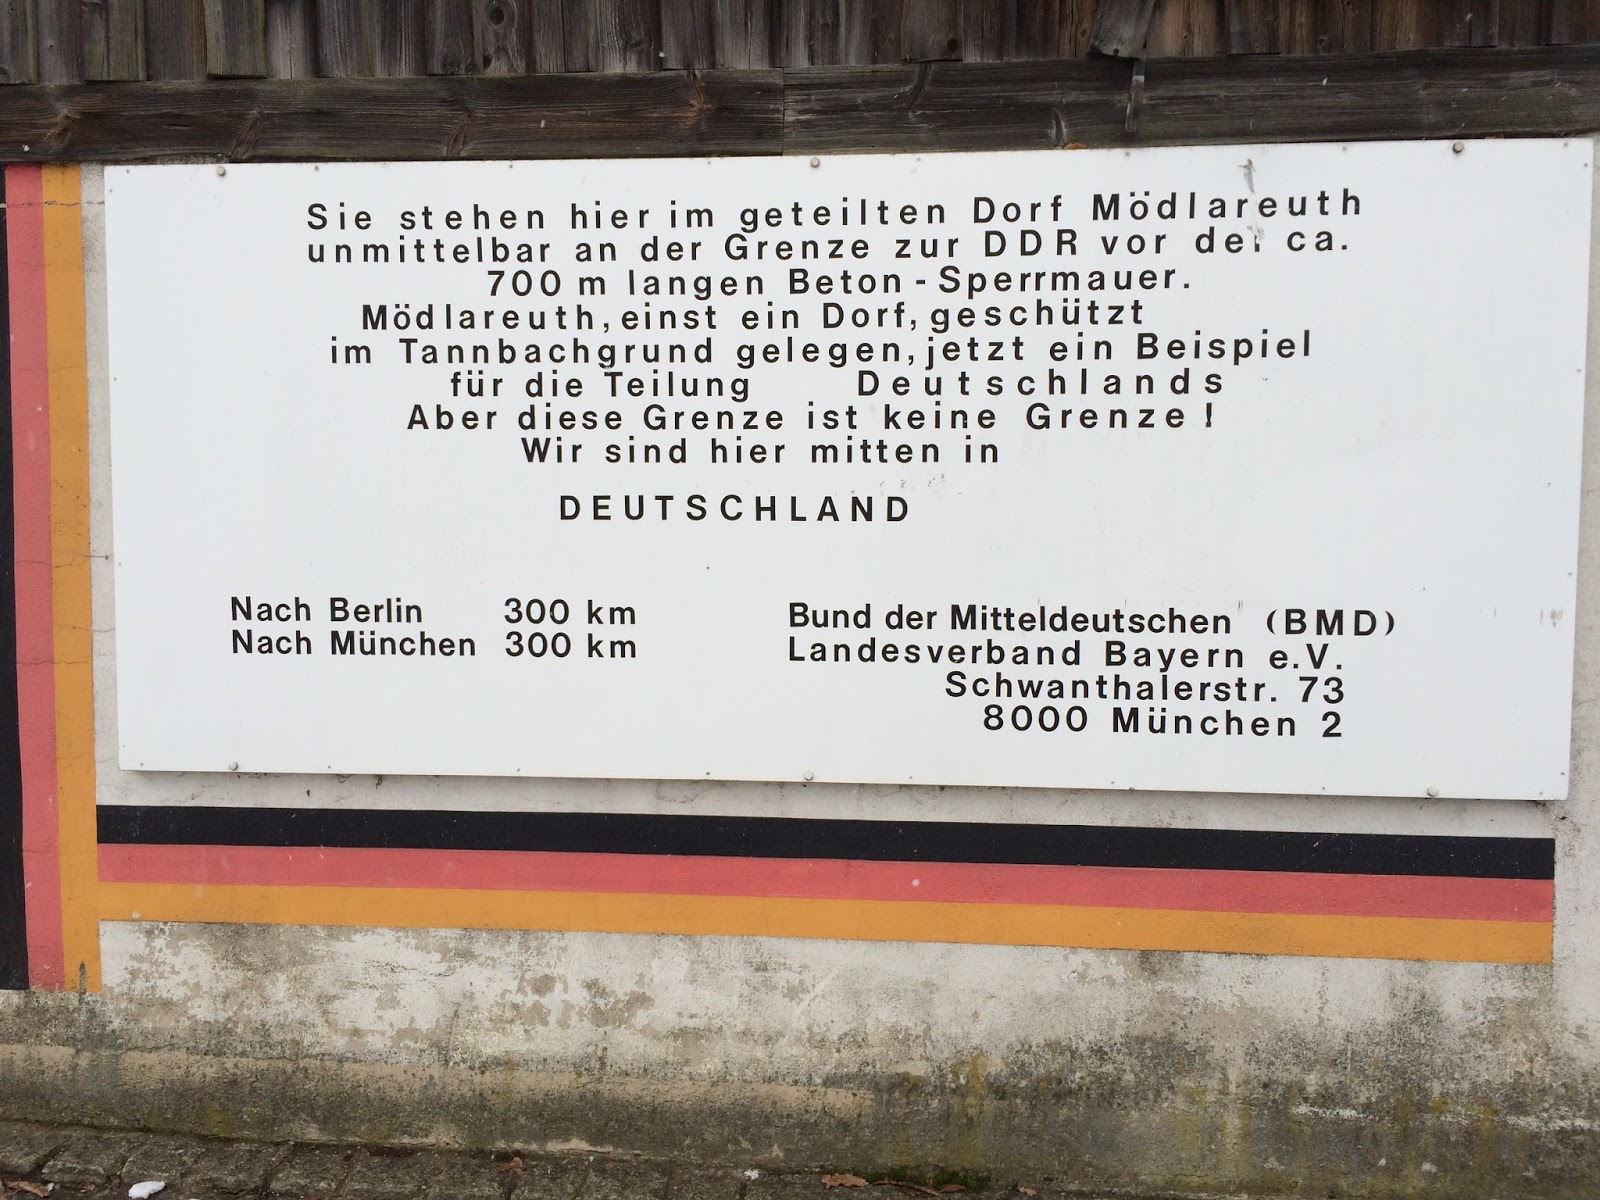 Sie stehen hier im geteilten Dorf Mödlareuth
unmittelbar an der Grenze zur DDR vor der ca.
700 m langen Beton - Sperrmauer.
Mödlareuth, einst ein Dorf, geschützt
im Tannbachgrund gelegen, jetzt ein Beispiel
für die Teilung Deutschlands
Aber diese Grenze ist keine Grenze !
Wir sind hier mitten in
DEUTSCHLAND
Nach Berlin 300 km
Nach München 300 km
Bund der Mitteldeutschen (BMD)
Landesverband Bayern e.V.
Schwanthalerstr. 73
8000 München 2